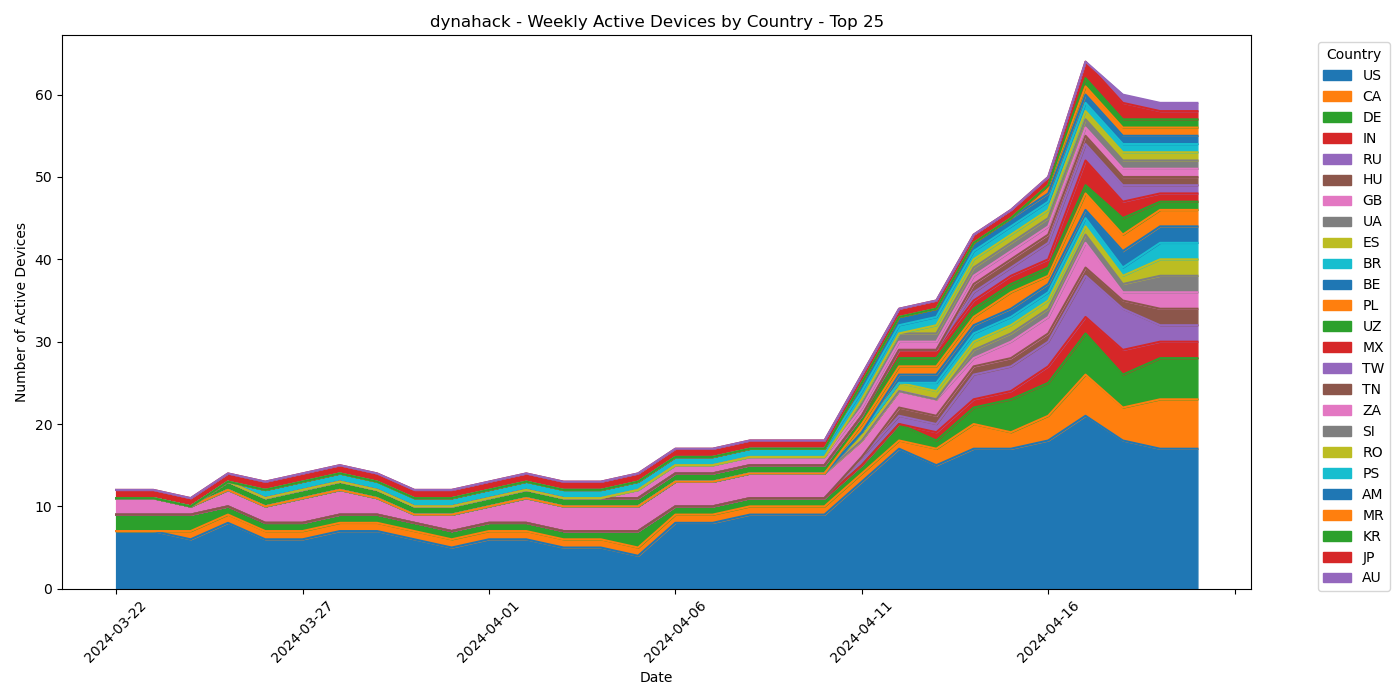 dynahack - Weekly Active Devices by Country - Top 25
Number of Active Devices
60
50
40
30
20
10
0
2024-03-22
2024-03-27
2024-04-01
2024-04-06
2024-04-11
2024-04-16
Date
Country
US
CA
DE
IN
RU
HU
GB
UA
ES
BR
BE
PL
UZ
MX
TW
TN
ZA
SI
RO
PS
AM
MR
KR
JP
AU